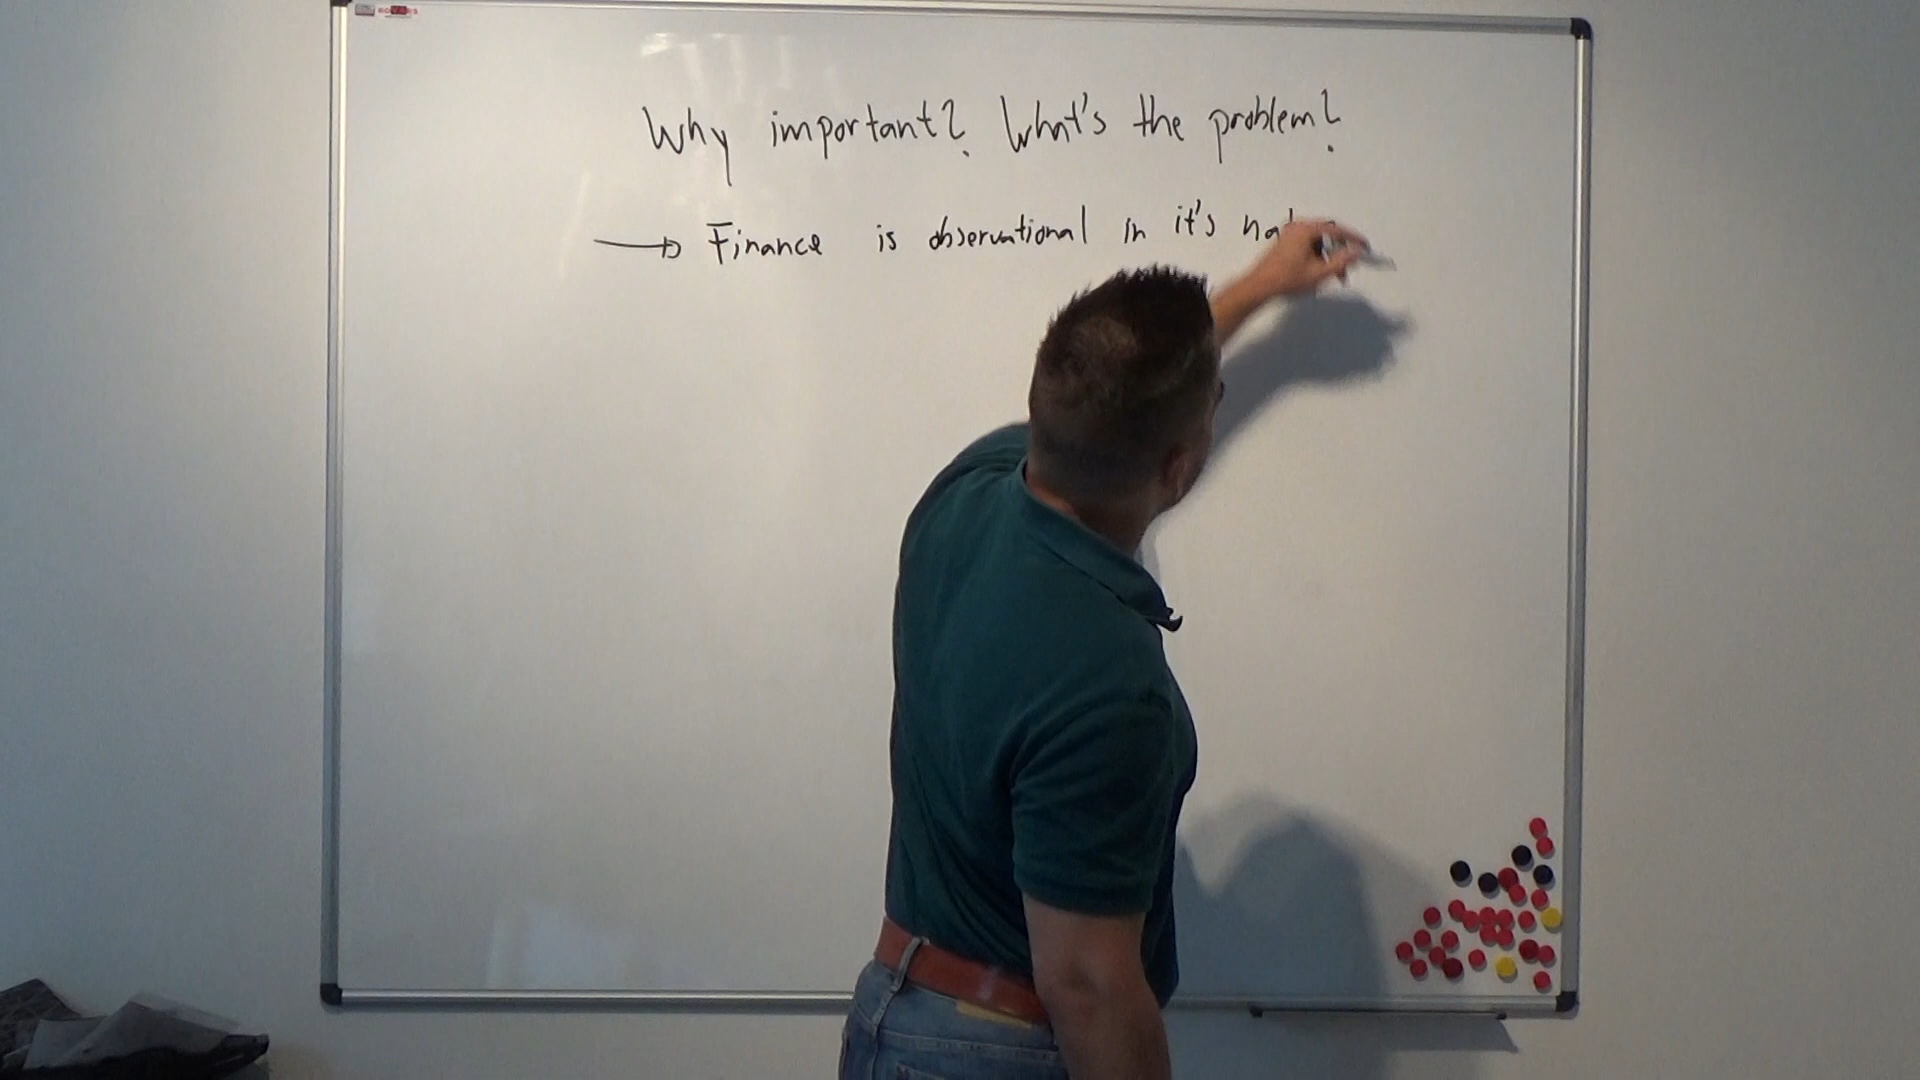 Why important? What's the problem?
→ Finance is observational in it's